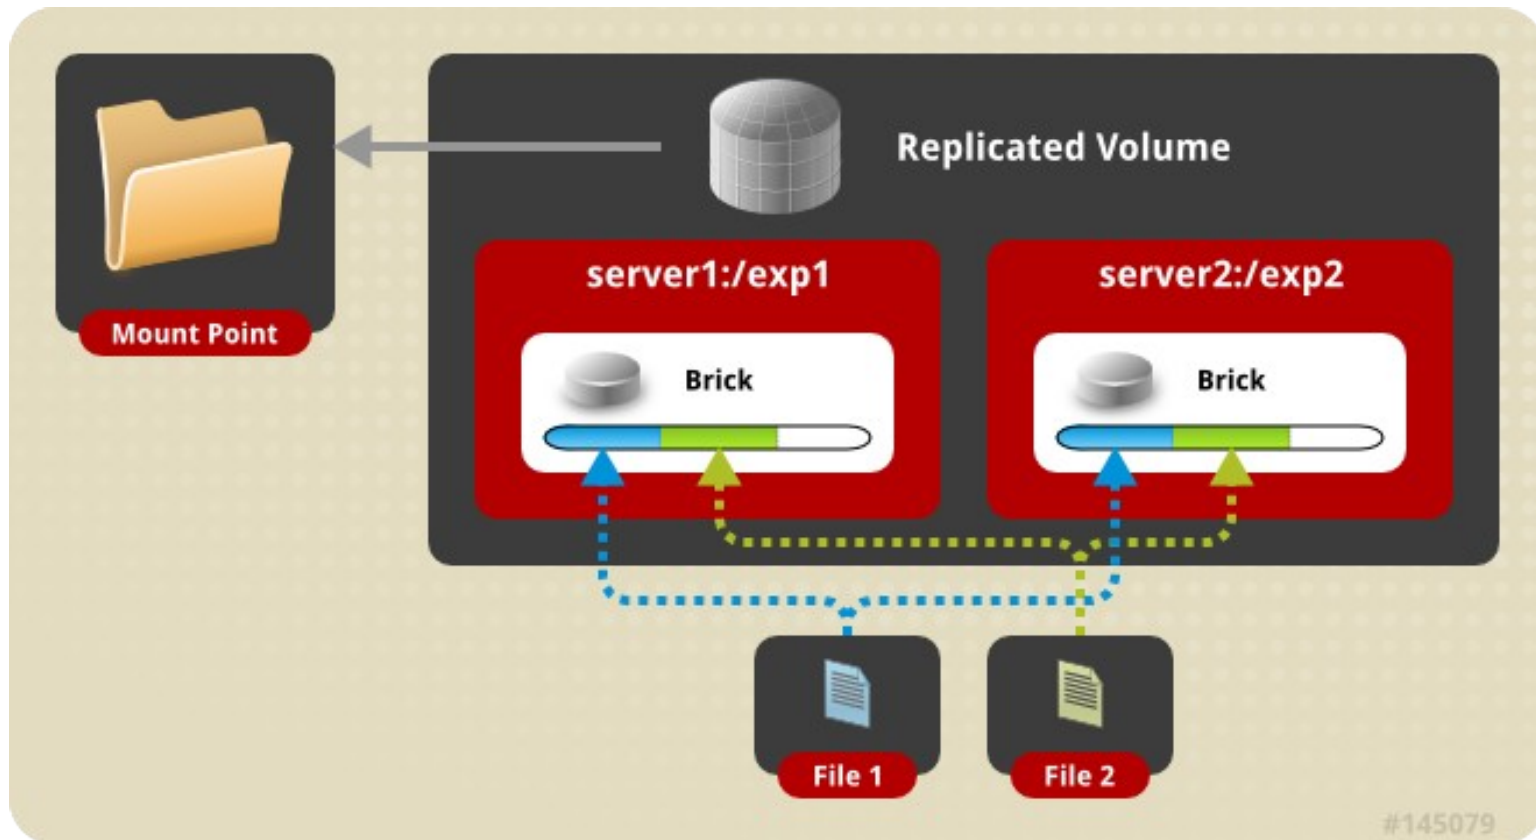 Replicated Volume
server1:/exp1
server2:/exp2
Mount Point
Brick
Brick
File 1
File 2
#145079